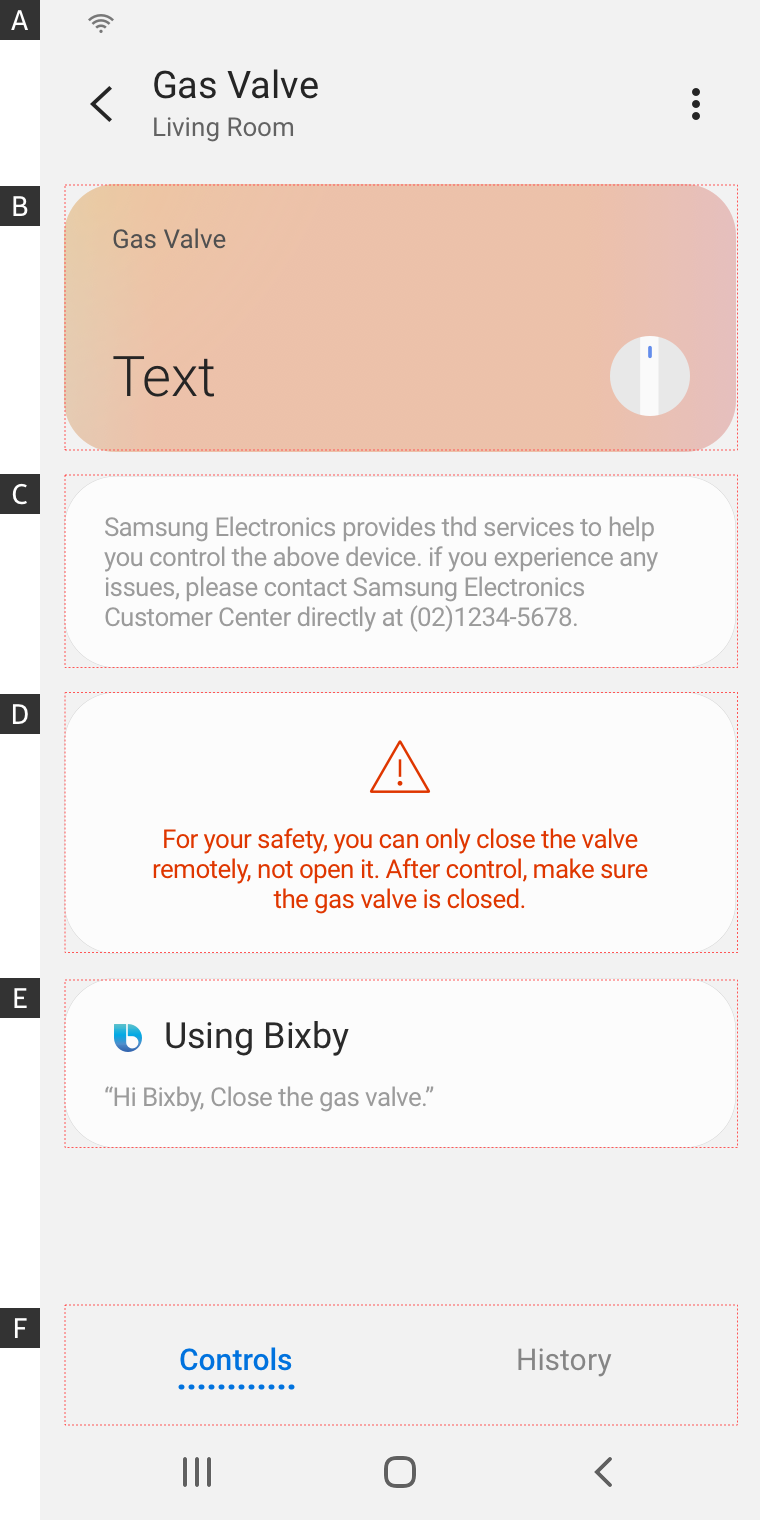 A
Gas Valve
Living Room
B
Gas Valve
Text
C
Samsung Electronics provides thd services to help
you control the above device. if you experience any
issues, please contact Samsung Electronics
Customer Center directly at (02)1234-5678.
D
For your safety, you can only close the valve
remotely, not open it. After control, make sure
the gas valve is closed.
E
Using Bixby
“Hi Bixby, Close the gas valve.”
F
Controls History